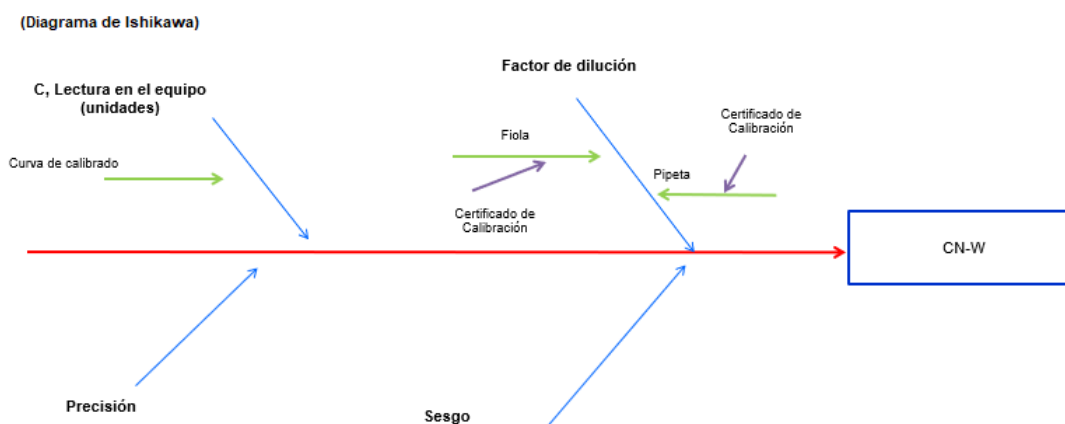 (Diagrama de Ishikawa)
C, Lectura en el equipo
(unidades)
Factor de dilución
Certificado de
Calibración
Fiola
Curva de calibrado
Pipeta
Certificado de
Calibración
CN-W
Precisión
Sesgo